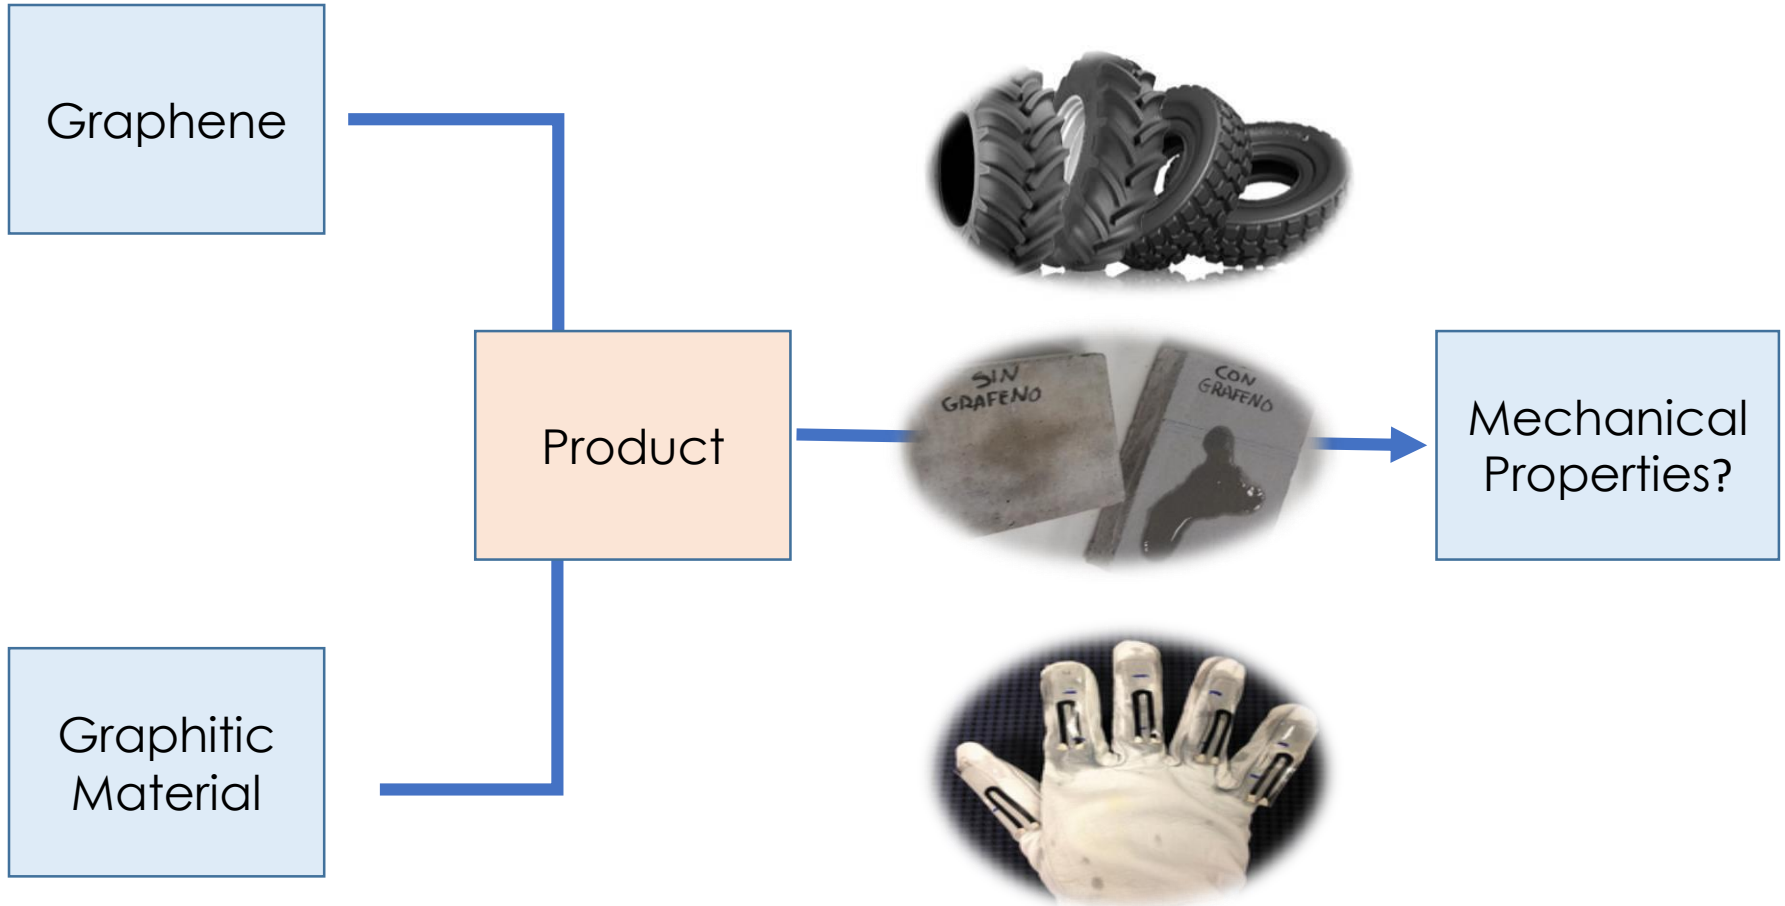 Graphene
SIN
GRAFENO
CON
GRAFENO
Product
Mechanical
Properties?
Graphitic
Material